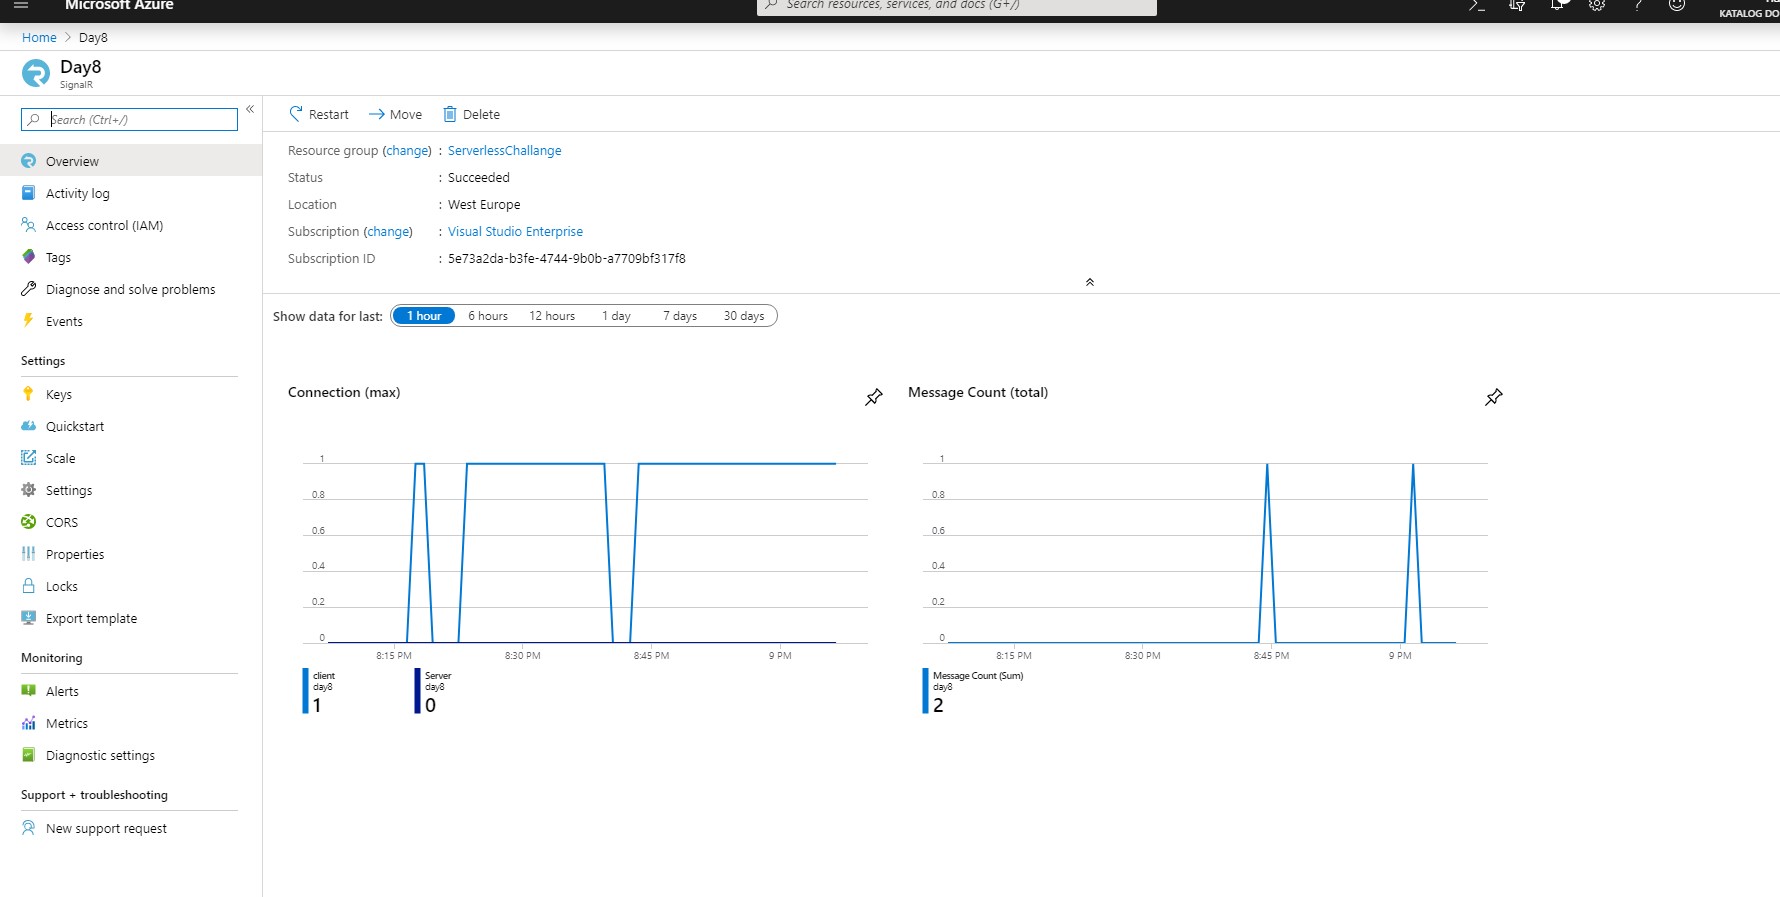 Microsoft Azure
Search resources, services, and docs (G+/)
KATALOG DO
Home > Day8
Day8
SignalR
Search (Ctrl+/)
Overview
Activity log
Access control (IAM)
Tags
Diagnose and solve problems
Events
Settings
Keys
Quickstart
Scale
Settings
CORS
Properties
Locks
Export template
Monitoring
Alerts
Metrics
Diagnostic settings
Support + troubleshooting
New support request
Restart Move Delete
Resource group (change) : ServerlessChallange
Status : Succeeded
Location : West Europe
Subscription (change) : Visual Studio Enterprise
Subscription ID : 5e73a2da-b3fe-4744-9b0b-a7709bf317f8
Show data for last: 1 hour 6 hours 12 hours 1 day 7 days 30 days
Connection (max)
1
0.8
0.6
0.4
0.2
0
8:15 PM 8:30 PM 8:45 PM 9 PM
client
day8
1
Server
day8
0
Message Count (total)
1
0.8
0.6
0.4
0.2
0
8:15 PM 8:30 PM 8:45 PM 9 PM
Message Count (Sum)
day8
2